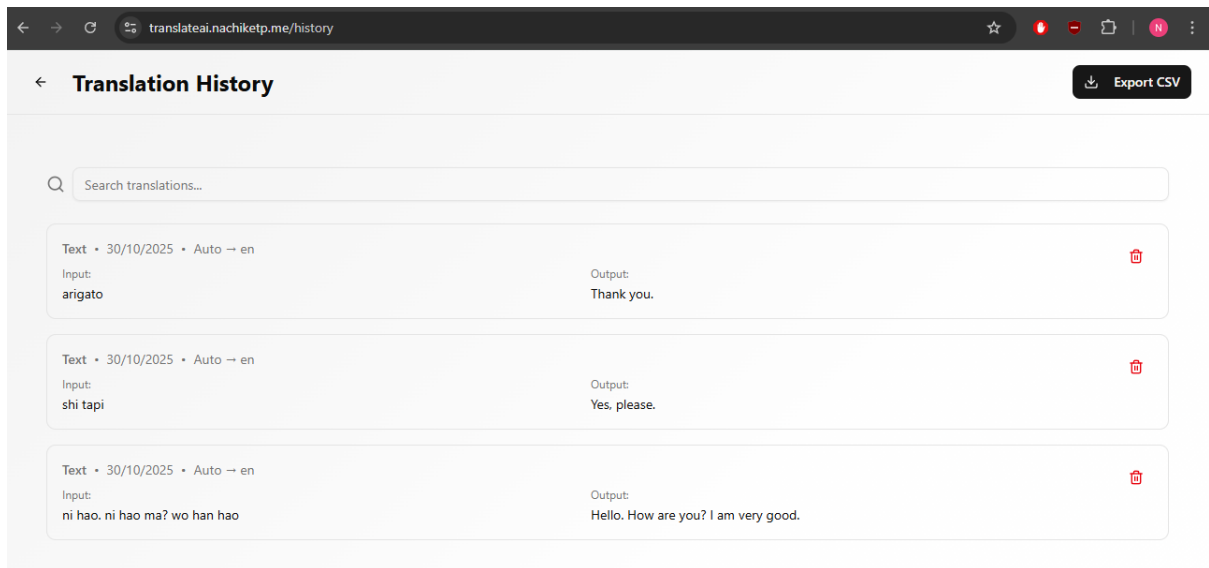 translateai.nachiketp.me/history
N
Translation History
Export CSV
Search translations...
Text • 30/10/2025 • Auto → en
Input:
arigato
Output:
Thank you.
Text • 30/10/2025 • Auto → en
Input:
shi tapi
Output:
Yes, please.
Text • 30/10/2025 • Auto → en
Input:
ni hao. ni hao ma? wo han hao
Output:
Hello. How are you? I am very good.